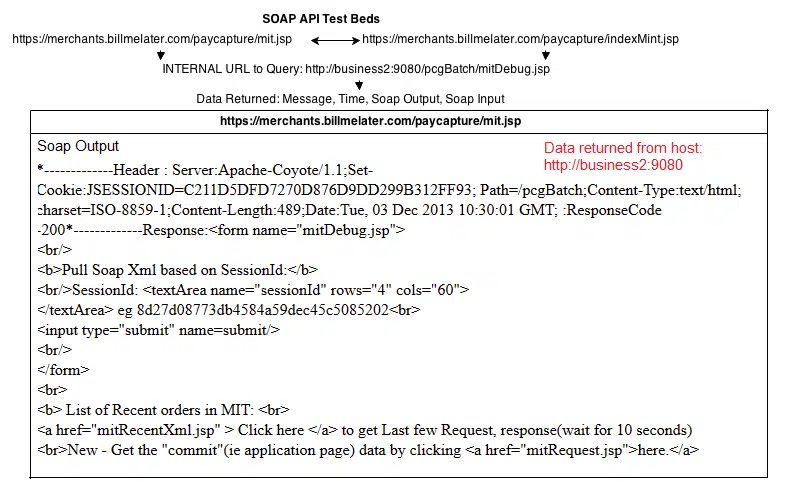 SOAP API Test Beds
https://merchants.billmelater.com/paycapture/mit.jsp https://merchants.billmelater.com/paycapture/indexMint.jsp
INTERNAL URL to Query: http://business2:9080/pcgBatch/mitDebug.jsp
Data Returned: Message, Time, Soap Output, Soap Input
https://merchants.billmelater.com/paycapture/mit.jsp
Soap Output
Data returned from host:
http://business2:9080
*-------------Header : Server:Apache-Coyote/1.1;Set-
Cookie:JSESSIONID=C211D5DFD7270D876D9DD299B312FF93; Path=/pcgBatch;Content-Type:text/html;
charset=ISO-8859-1;Content-Length:489;Date:Tue, 03 Dec 2013 10:30:01 GMT; :ResponseCode
-200*-------------Response:<form name="mitDebug.jsp">
<br/>
<b>Pull Soap Xml based on SessionId:</b>
<br/>SessionId: <textArea name="sessionId" rows="4" cols="60">
</textArea> eg 8d27d08773db4584a59dec45c5085202<br>
<input type="submit" name=submit/>
<br/>
</form>
<br>
<b> List of Recent orders in MIT: <br>
<a href="mitRecentXml.jsp" > Click here </a> to get Last few Request, response(wait for 10 seconds)
<br>New - Get the "commit"(ie application page) data by clicking <a href="mitRequest.jsp">here.</a>